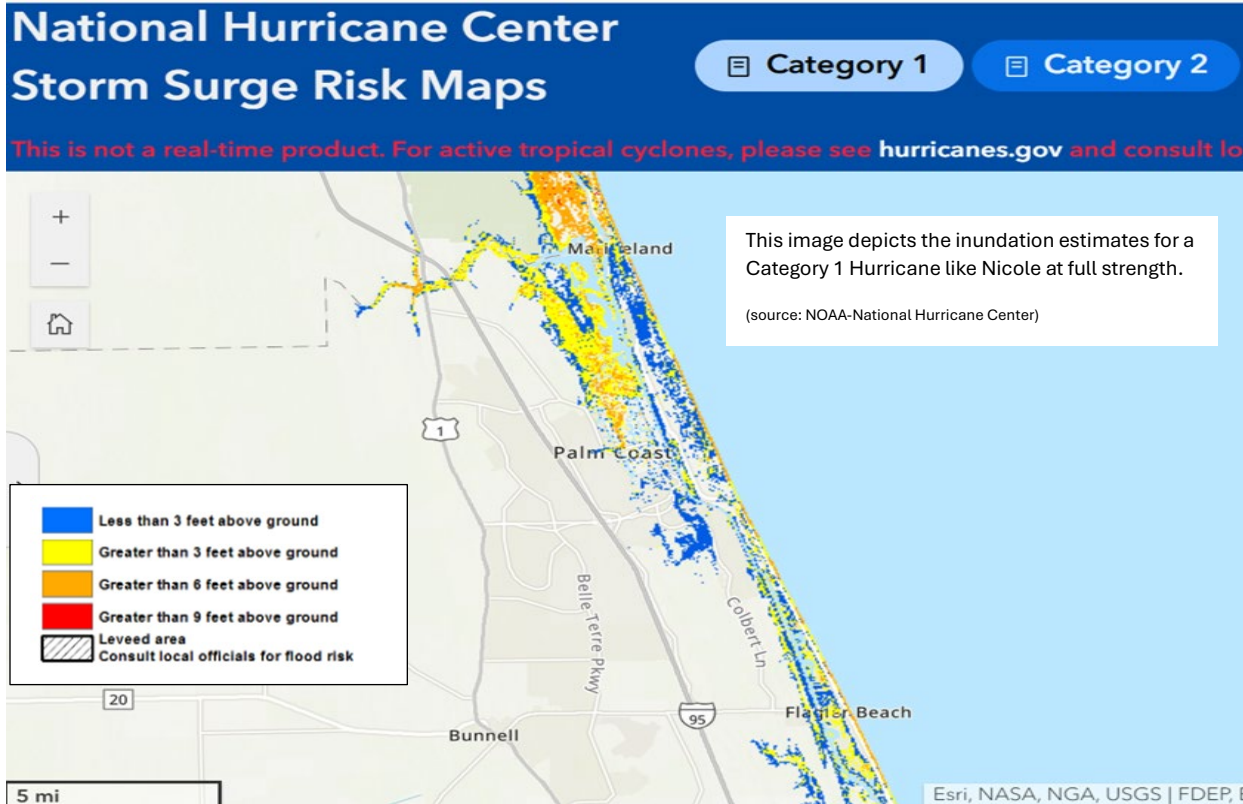 National Hurricane Center
Storm Surge Risk Maps
Category 1
Category 2
This is not a real-time product. For active tropical cyclones, please see hurricanes.gov and consult lo
+
−
This image depicts the inundation estimates for a
Category 1 Hurricane like Nicole at full strength.
(source: NOAA-National Hurricane Center)
Marineland
1
Palm Coast
Less than 3 feet above ground
Greater than 3 feet above ground
Greater than 6 feet above ground
Greater than 9 feet above ground
Leveed area
Consult local officials for flood risk
Belle Terre Pkwy
Colbert Ln
20
95
Flagler Beach
Bunnell
5 mi
Esri, NASA, NGA, USGS | FDEP, E